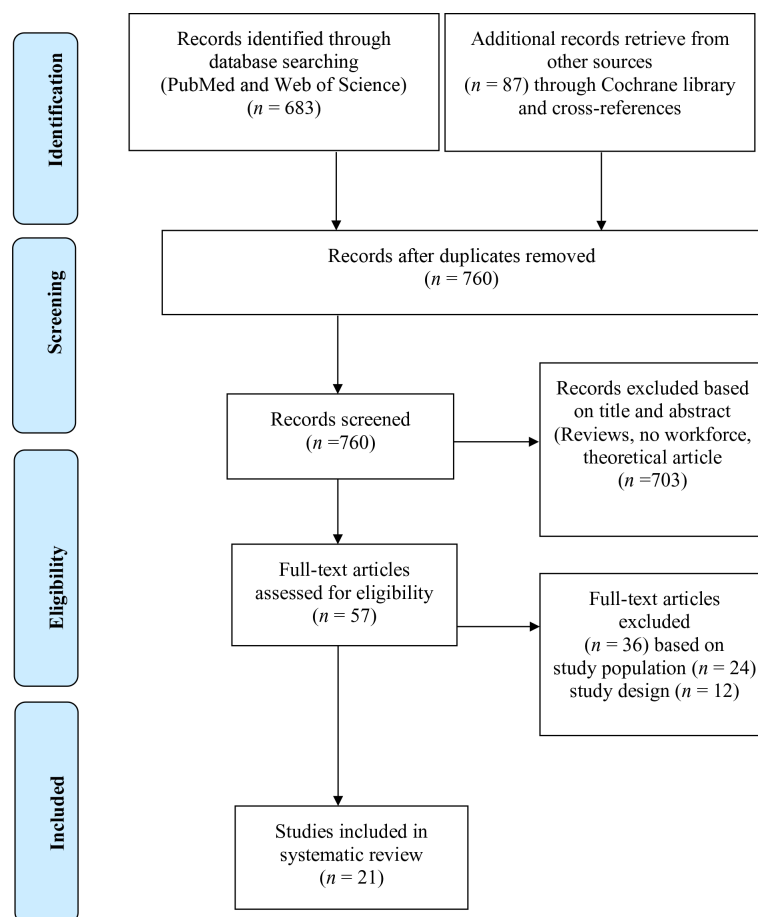 Identification
Records identified through
database searching
(PubMed and Web of Science)
(n = 683)
Additional records retrieve from
other sources
(n = 87) through Cochrane library
and cross-references
Screening
Records after duplicates removed
(n = 760)
Records screened
(n =760)
Records excluded based
on title and abstract
(Reviews, no workforce,
theoretical article
(n =703)
Eligibility
Full-text articles
assessed for eligibility
(n = 57)
Full-text articles
excluded
(n = 36) based on
study population (n = 24)
study design (n = 12)
Included
Studies included in
systematic review
(n = 21)